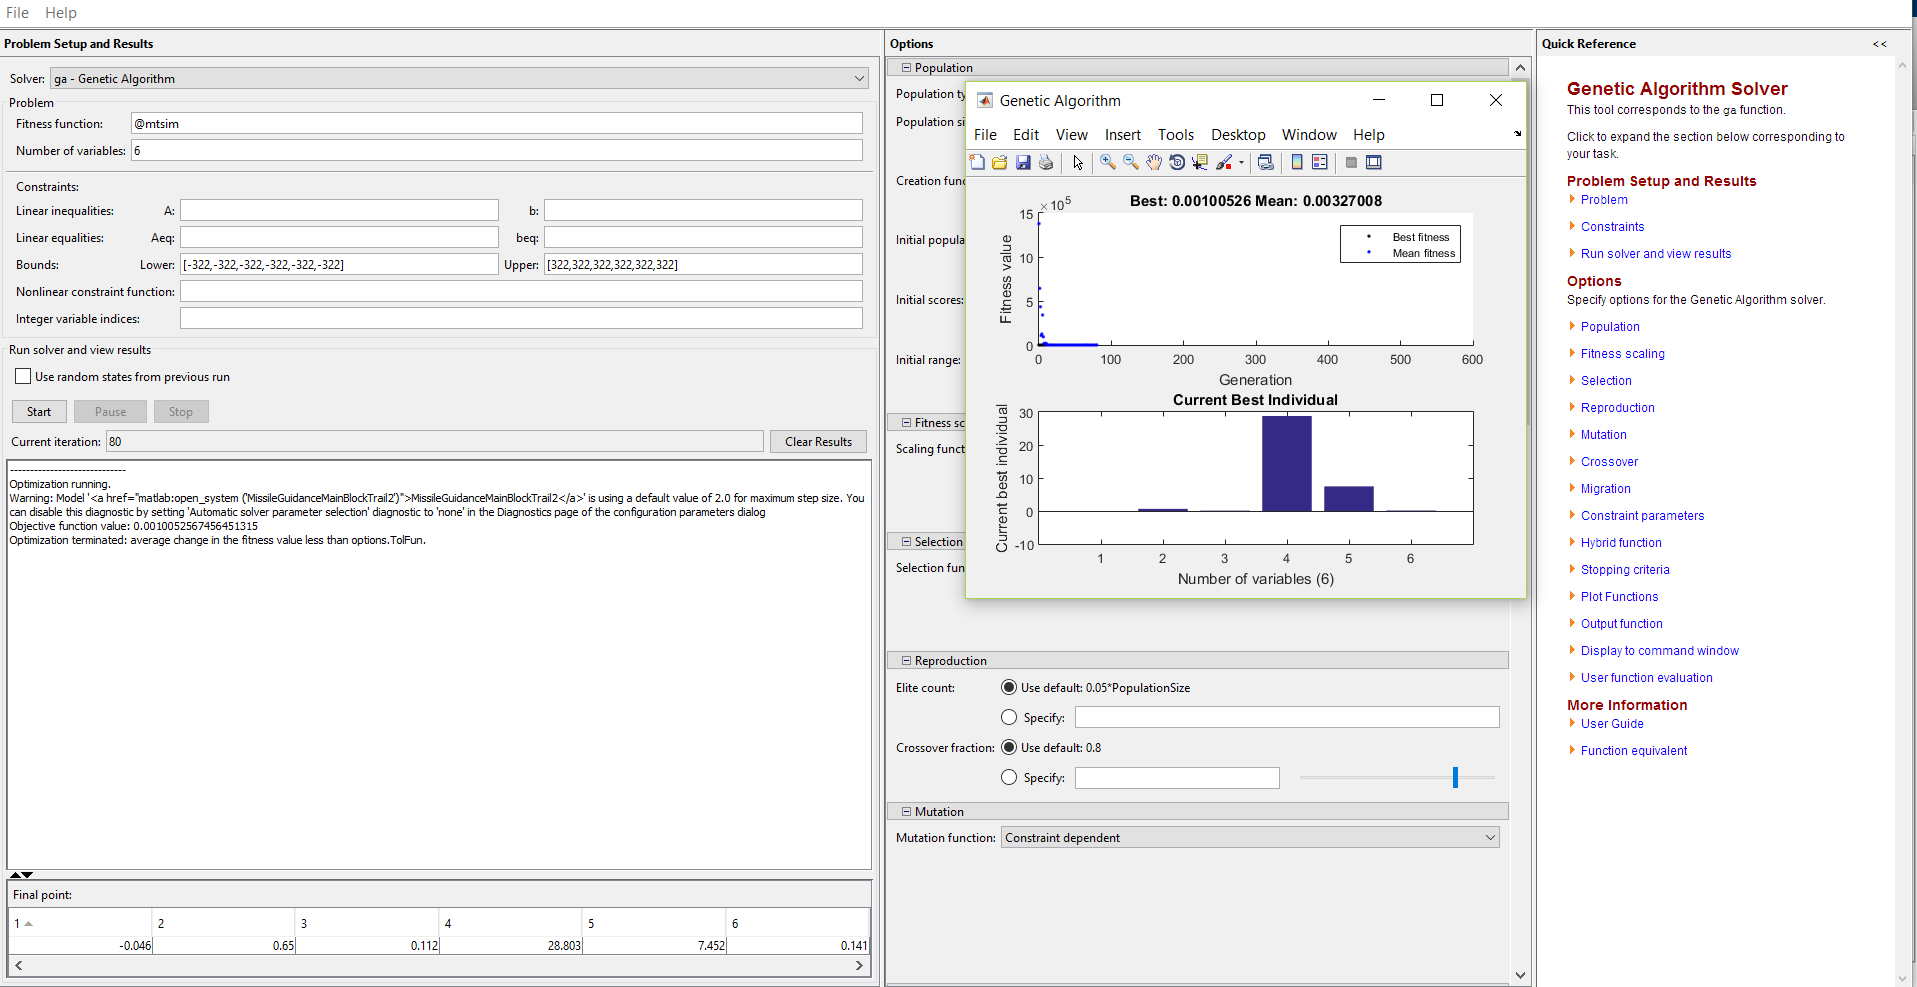 File Help
Problem Setup and Results
Solver: ga - Genetic Algorithm
Problem
Fitness function: @mtsim
Number of variables: 6
Constraints:
Linear inequalities: A: b:
Linear equalities: Aeq: beq:
Bounds: Lower: [-322,-322,-322,-322,-322,-322] Upper: [322,322,322,322,322,322]
Nonlinear constraint function:
Integer variable indices:
Run solver and view results
Use random states from previous run
Start Pause Stop
Current iteration: 80 Clear Results
-----------------------------
Optimization running.
Warning: Model '<a href="matlab:open_system ('MissileGuidanceMainBlockTrail2')">MissileGuidanceMainBlockTrail2</a>' is using a default value of 2.0 for maximum step size. You
can disable this diagnostic by setting 'Automatic solver parameter selection' diagnostic to 'none' in the Diagnostics page of the configuration parameters dialog
Objective function value: 0.0010052567456451315
Optimization terminated: average change in the fitness value less than options.TolFun.
Final point:
1 2 3 4 5 6
-0.046 0.65 0.112 28.803 7.452 0.141
Options
Population
Population ty
Population si
Creation func
Initial popula
Initial scores:
Initial range:
Fitness sc
Scaling funct
Selection
Selection fun
Reproduction
Elite count: Use default: 0.05*PopulationSize
Specify:
Crossover fraction: Use default: 0.8
Specify:
Mutation
Mutation function: Constraint dependent
Genetic Algorithm
File Edit View Insert Tools Desktop Window Help
Best: 0.00100526 Mean: 0.00327008
×10⁵
15
10
5
0
Fitness value
Best fitness
Mean fitness
0 100 200 300 400 500 600
Generation
Current Best Individual
30
20
10
0
-10
Current best individual
1 2 3 4 5 6
Number of variables (6)
Quick Reference <<
Genetic Algorithm Solver
This tool corresponds to the ga function.
Click to expand the section below corresponding to
your task.
Problem Setup and Results
Problem
Constraints
Run solver and view results
Options
Specify options for the Genetic Algorithm solver.
Population
Fitness scaling
Selection
Reproduction
Mutation
Crossover
Migration
Constraint parameters
Hybrid function
Stopping criteria
Plot Functions
Output function
Display to command window
User function evaluation
More Information
User Guide
Function equivalent